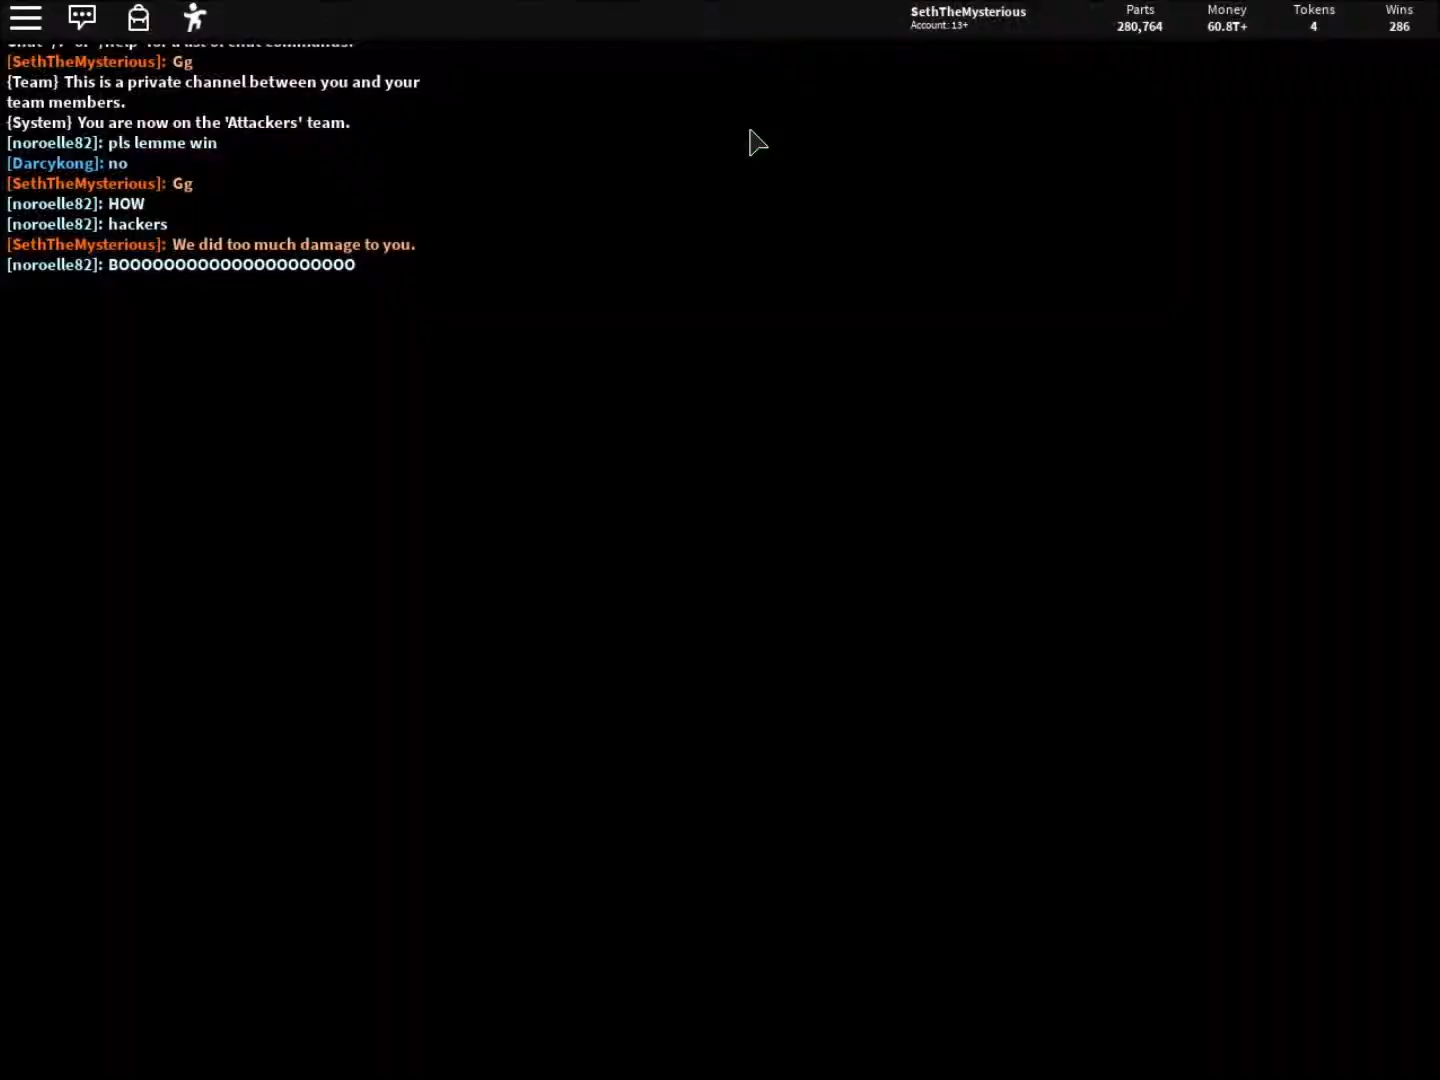 SethTheMysterious
Account: 13+
Parts
280,764
Money
60.8T+
Tokens
4
Wins
286
[SethTheMysterious]: Gg
{Team} This is a private channel between you and your
team members.
{System} You are now on the 'Attackers' team.
[noroelle82]: pls lemme win
[Darcykong]: no
[SethTheMysterious]: Gg
[noroelle82]: HOW
[noroelle82]: hackers
[SethTheMysterious]: We did too much damage to you.
[noroelle82]: BOOOOOOOOOOOOOOOOOOOOO